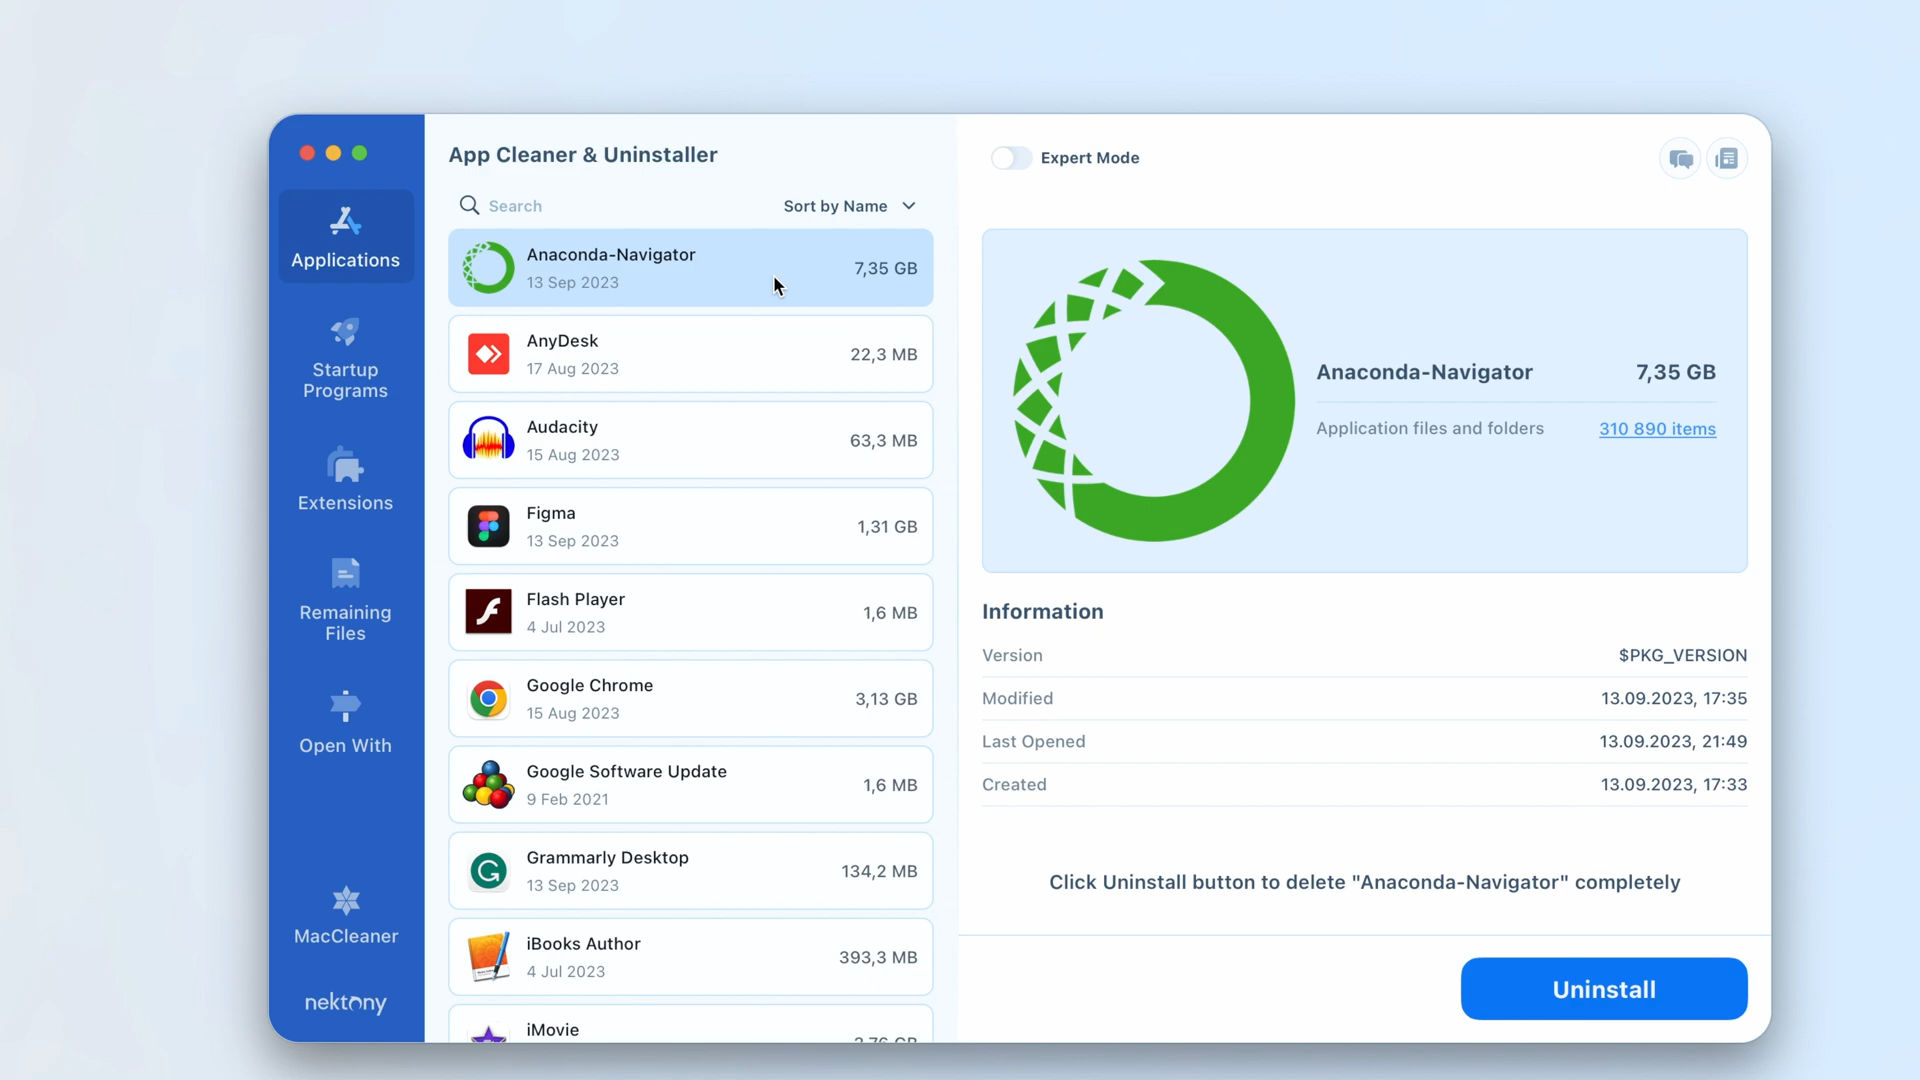 Applications
Startup
Programs
Extensions
Remaining
Files
Open With
MacCleaner
nektony
App Cleaner & Uninstaller
Search
Sort by Name
Anaconda-Navigator
13 Sep 2023
7,35 GB
AnyDesk
17 Aug 2023
22,3 MB
Audacity
15 Aug 2023
63,3 MB
Figma
13 Sep 2023
1,31 GB
Flash Player
4 Jul 2023
1,6 MB
Google Chrome
15 Aug 2023
3,13 GB
Google Software Update
9 Feb 2021
1,6 MB
Grammarly Desktop
13 Sep 2023
134,2 MB
iBooks Author
4 Jul 2023
393,3 MB
iMovie
Expert Mode
Anaconda-Navigator 7,35 GB
Application files and folders 310 890 items
Information
Version $PKG_VERSION
Modified 13.09.2023, 17:35
Last Opened 13.09.2023, 21:49
Created 13.09.2023, 17:33
Click Uninstall button to delete "Anaconda-Navigator" completely
Uninstall